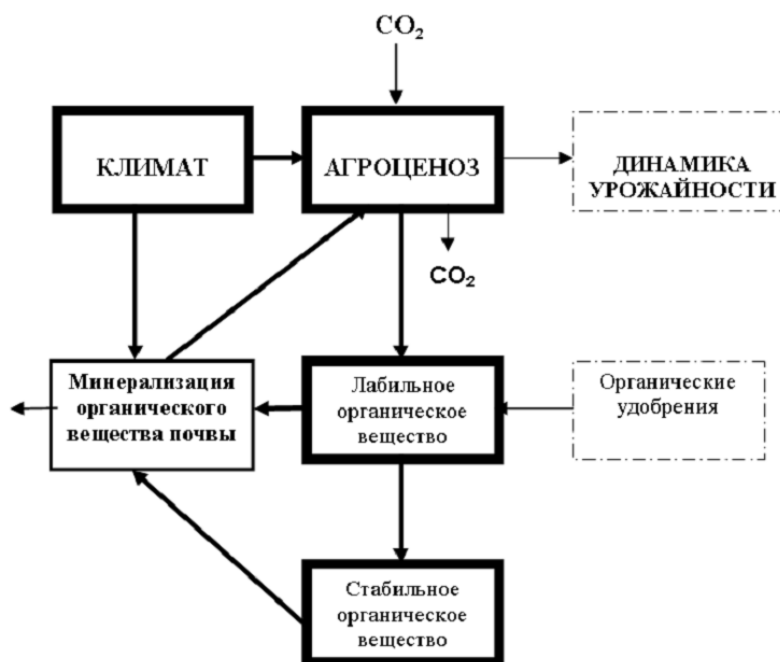 CO₂
КЛИМАТ
АГРОЦЕНОЗ
ДИНАМИКА
УРОЖАЙНОСТИ
CO₂
Минерализация
органического
вещества почвы
Лабильное
органическое
вещество
Органические
удобрения
Стабильное
органическое
вещество